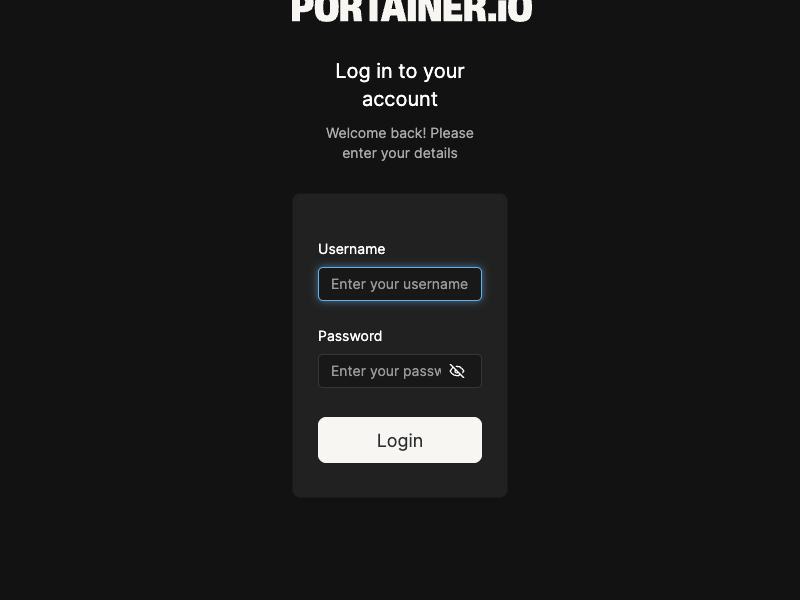 PORTAINER.iO
Log in to your
account
Welcome back! Please
enter your details
Username
Enter your username
Password
Enter your passw
Login